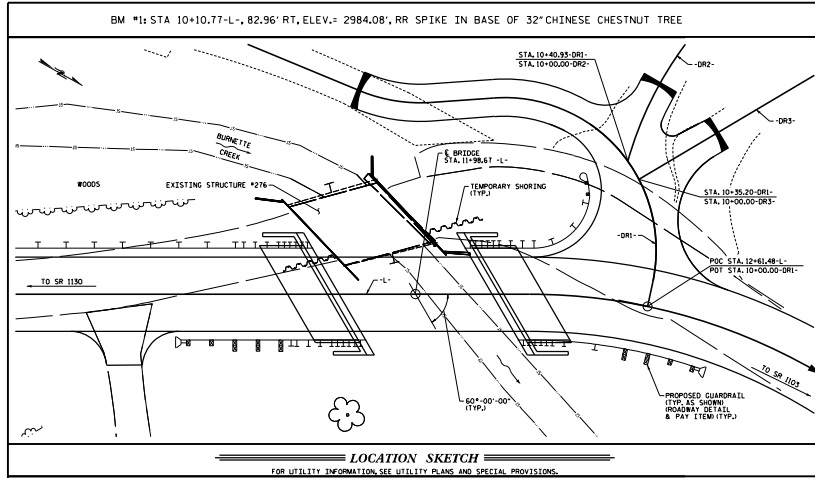 BM #1: STA 10+10.77-L-, 82.96' RT, ELEV.= 2984.08', RR SPIKE IN BASE OF 32" CHINESE CHESTNUT TREE
STA. 10+40.93-DR1-
STA. 10+00.00-DR2-
-DR2-
-DR3-
BURNETTE
CREEK
℄ BRIDGE
STA. 11+98.67 -L-
WOODS
EXISTING STRUCTURE #276
TEMPORARY SHORING
(TYP.)
STA. 10+35.20-DR1-
STA. 10+00.00-DR3-
-DR1-
POC STA. 12+61.48-L-
POT STA. 10+00.00-DR1-
TO SR 1130
-L-
TO SR 1103
60°-00'-00"
(TYP.)
PROPOSED GUARDRAIL
(TYP. AS SHOWN)
(ROADWAY DETAIL
& PAY ITEM) (TYP.)
LOCATION SKETCH
FOR UTILITY INFORMATION, SEE UTILITY PLANS AND SPECIAL PROVISIONS.